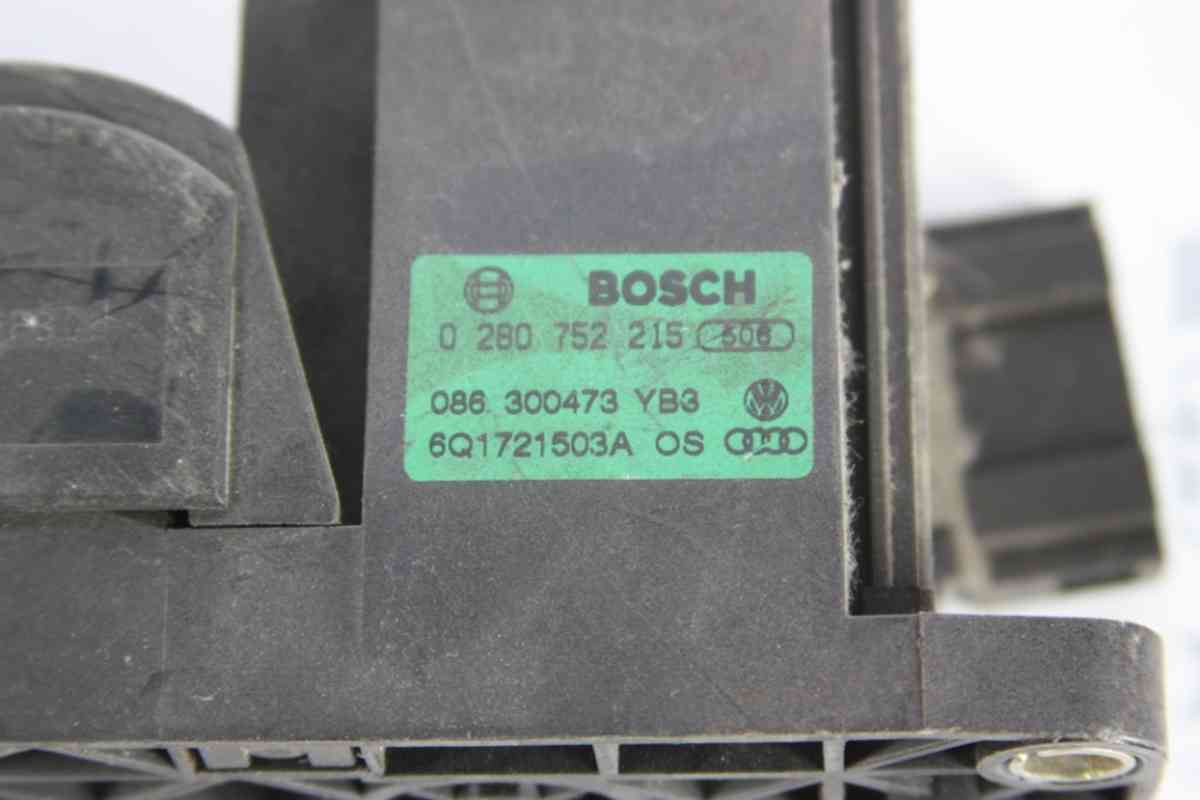 BOSCH
0 280 752 215 506
086 300473 YB3
6Q1721503A OS